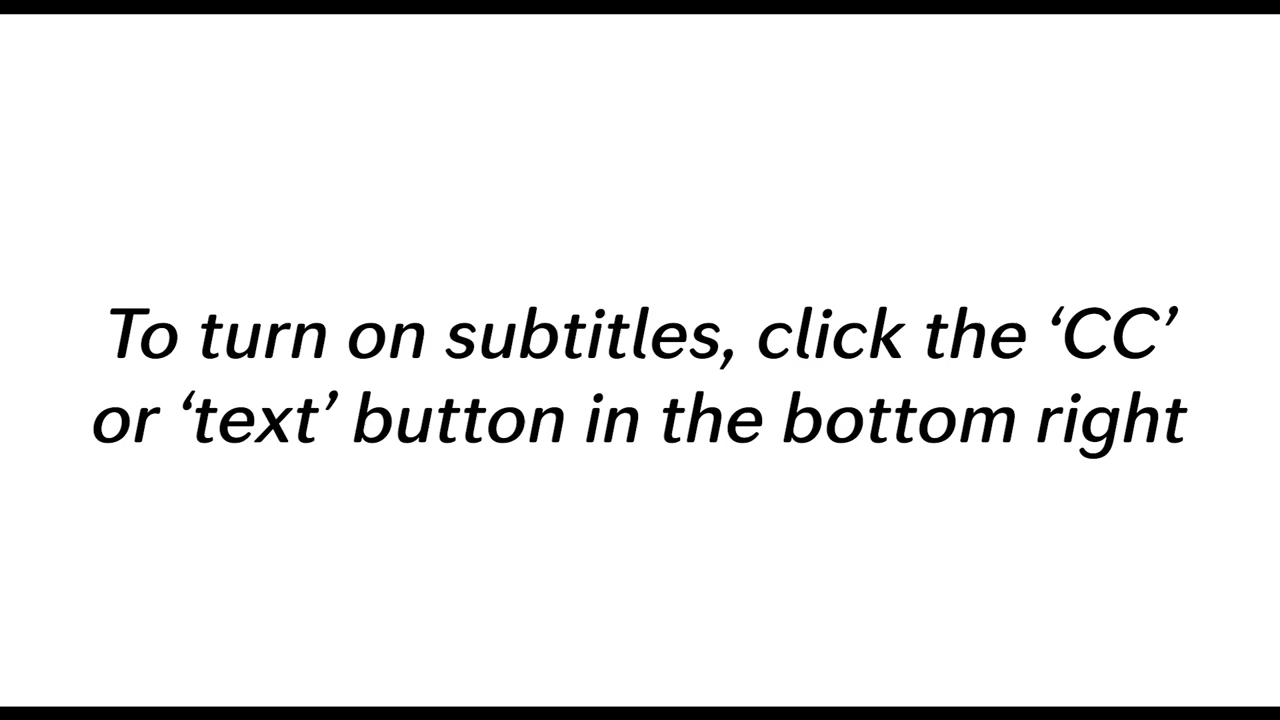 To turn on subtitles, click the ‘CC’
or ‘text’ button in the bottom right